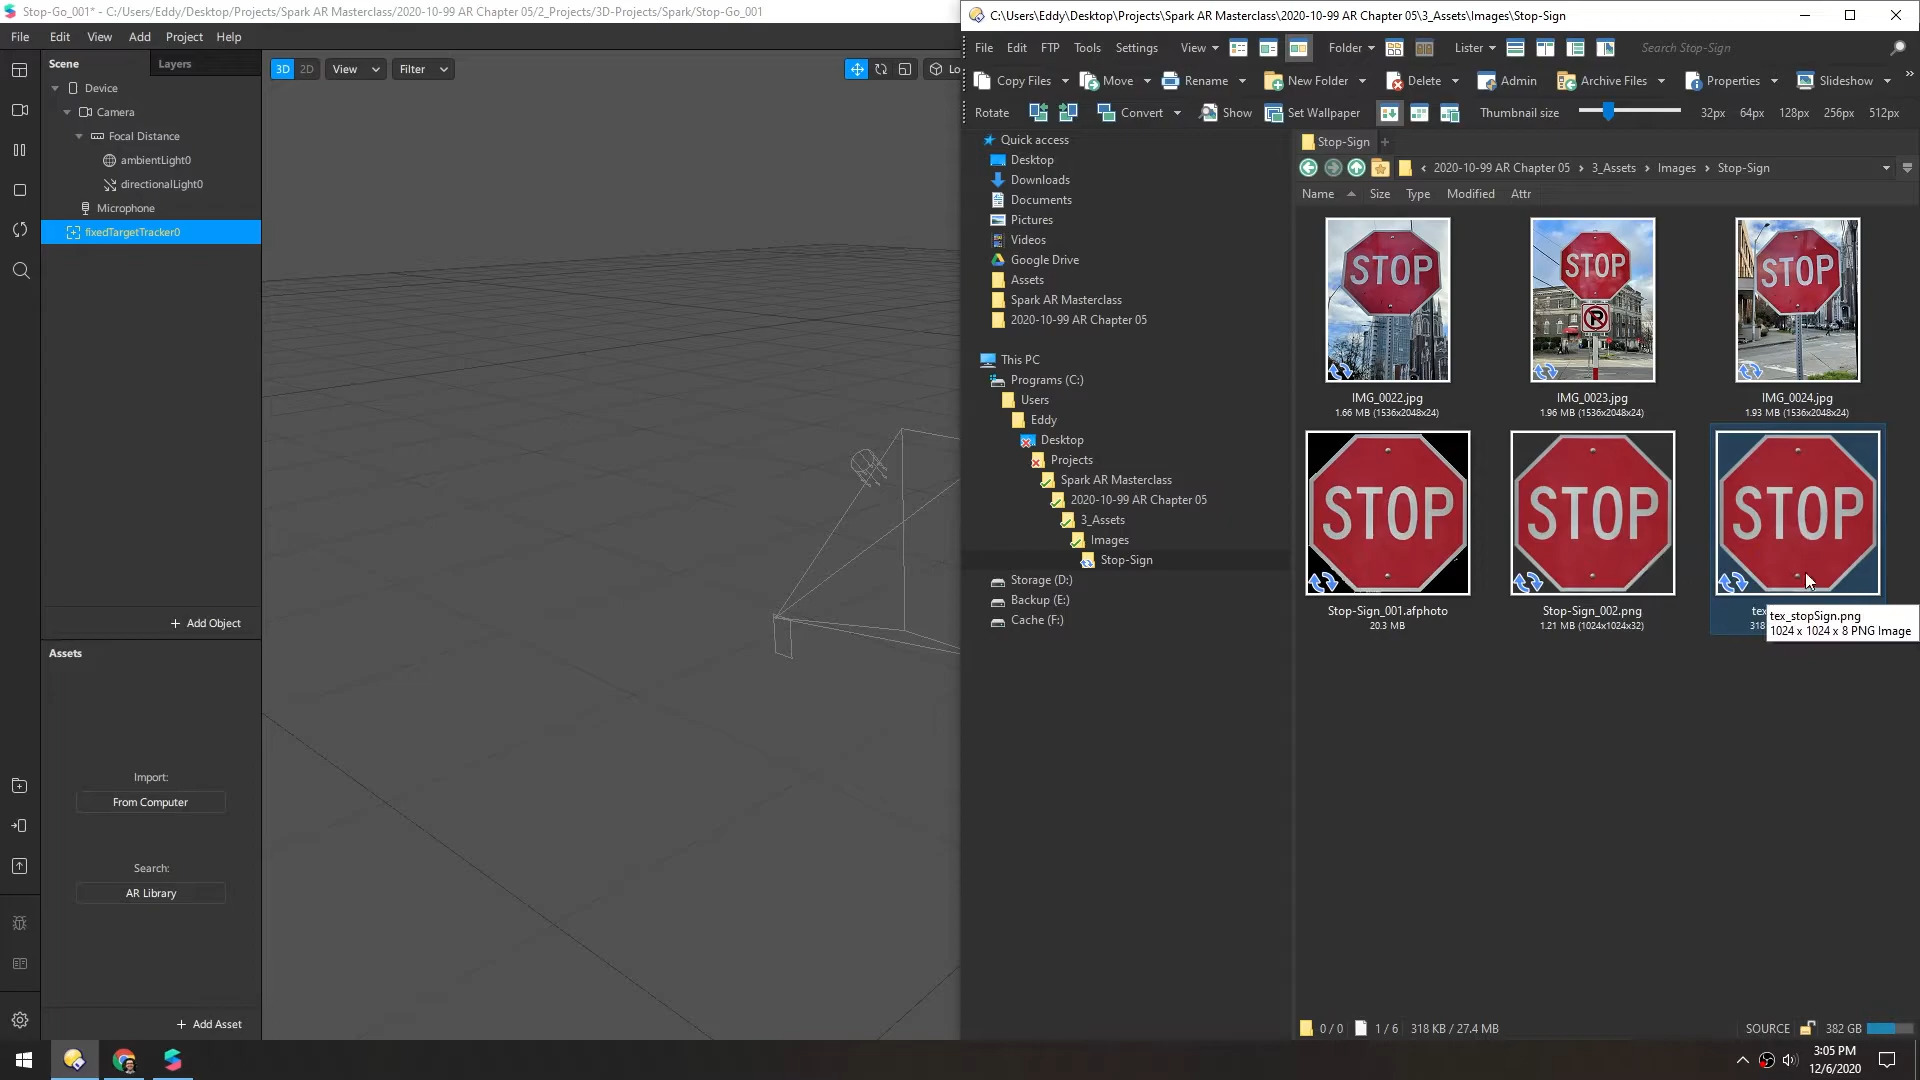 Stop-Go_001* - C:/Users/Eddy/Desktop/Projects/Spark AR Masterclass/2020-10-99 AR Chapter 05/2_Projects/3D-Projects/Spark/Stop-Go_001
File Edit View Add Project Help
Scene Layers
Device
Camera
Focal Distance
ambientLight0
directionalLight0
Microphone
fixedTargetTracker0
+ Add Object
Assets
Import:
From Computer
Search:
AR Library
+ Add Asset
3D 2D View Filter Lo
C:\Users\Eddy\Desktop\Projects\Spark AR Masterclass\2020-10-99 AR Chapter 05\3_Assets\Images\Stop-Sign
File Edit FTP Tools Settings View Folder Lister Search Stop-Sign
Copy Files Move Rename New Folder Delete Admin Archive Files Properties Slideshow »
Rotate Convert Show Set Wallpaper Thumbnail size 32px 64px 128px 256px 512px
Quick access
Desktop
Downloads
Documents
Pictures
Videos
Google Drive
Assets
Spark AR Masterclass
2020-10-99 AR Chapter 05
This PC
Programs (C:)
Users
Eddy
Desktop
Projects
Spark AR Masterclass
2020-10-99 AR Chapter 05
3_Assets
Images
Stop-Sign
Storage (D:)
Backup (E:)
Cache (F:)
Stop-Sign +
‹ 2020-10-99 AR Chapter 05 › 3_Assets › Images › Stop-Sign
Name Size Type Modified Attr
STOP STOP STOP
P
IMG_0022.jpg IMG_0023.jpg IMG_0024.jpg
1.66 MB (1536x2048x24) 1.96 MB (1536x2048x24) 1.93 MB (1536x2048x24)
STOP STOP STOP
Stop-Sign_001.afphoto Stop-Sign_002.png tex
20.3 MB 1.21 MB (1024x1024x32) 318
tex_stopSign.png
1024 x 1024 x 8 PNG Image
0 / 0 1 / 6 318 KB / 27.4 MB SOURCE 382 GB
3:05 PM
12/6/2020